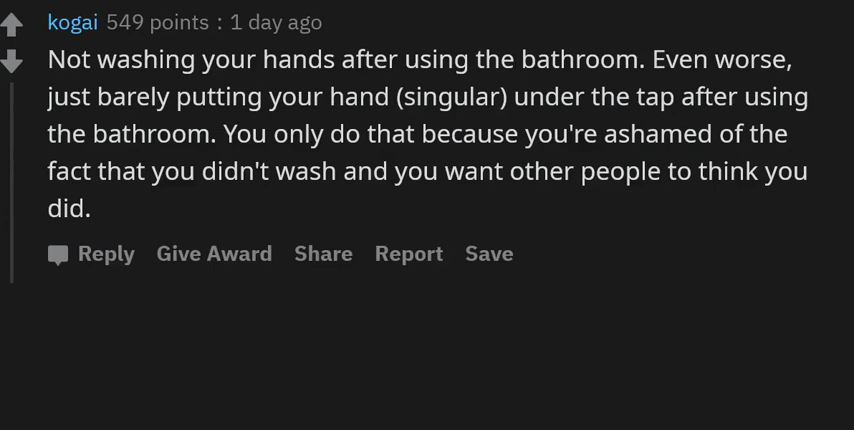 kogai 549 points : 1 day ago
Not washing your hands after using the bathroom. Even worse,
just barely putting your hand (singular) under the tap after using
the bathroom. You only do that because you're ashamed of the
fact that you didn't wash and you want other people to think you
did.
Reply Give Award Share Report Save